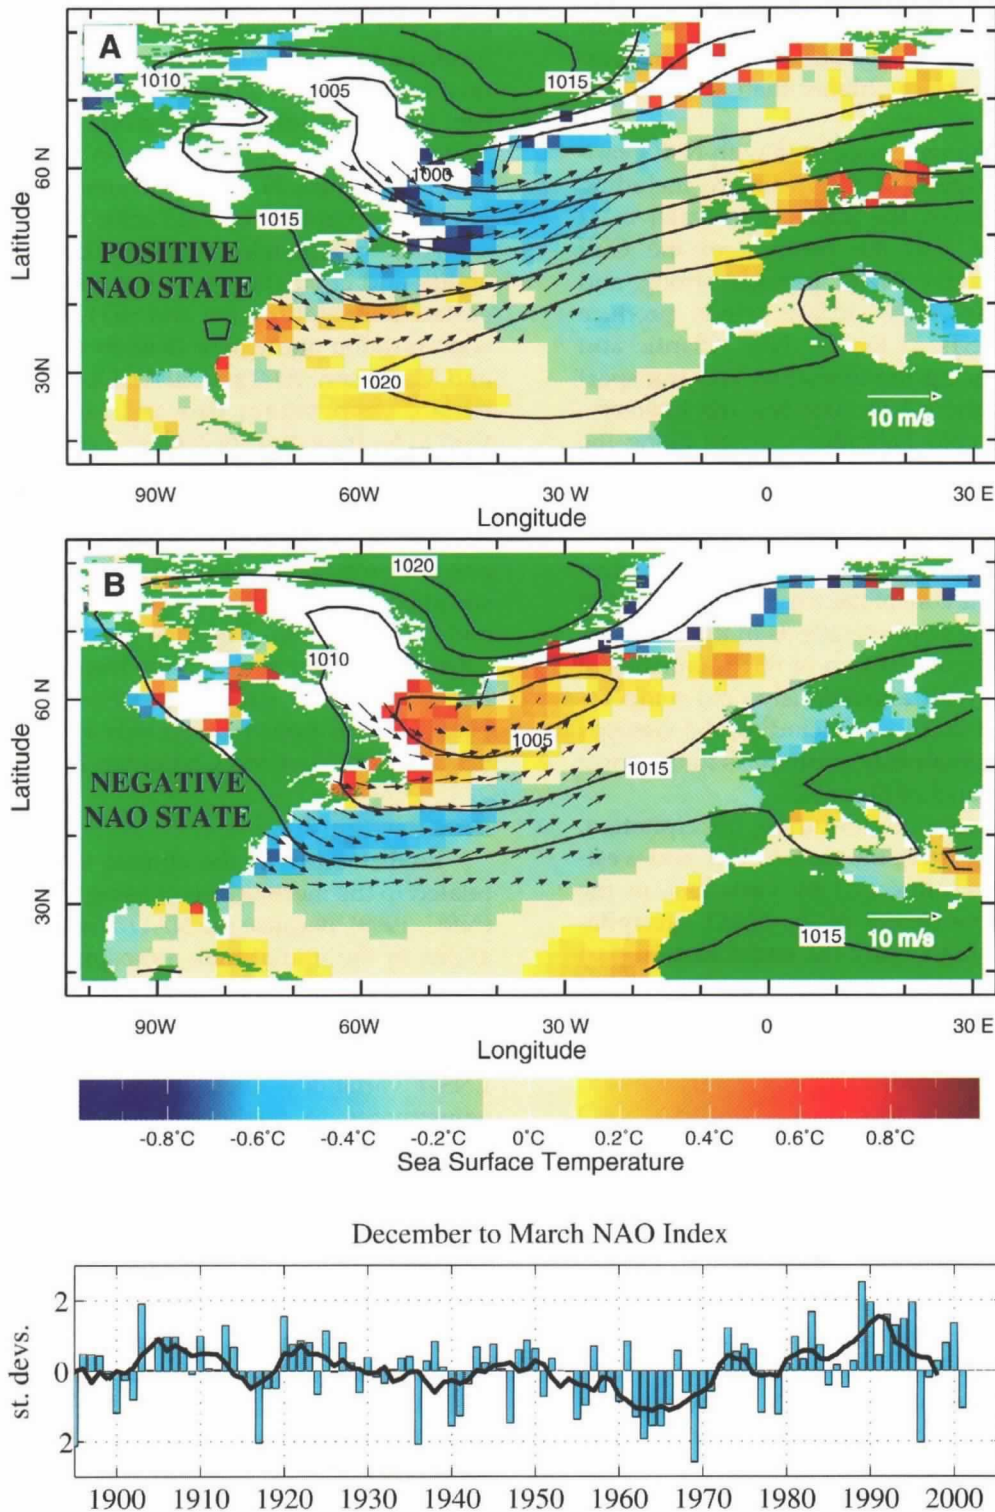 A
1010
1005
1015
1000
1015
POSITIVE
NAO STATE
1020
10 m/s
Latitude
60 N
30N
90W
60W
30 W
0
30 E
Longitude
B
1020
1010
1005
1015
NEGATIVE
NAO STATE
1015
10 m/s
Latitude
60 N
30N
90W
60W
30 W
0
30 E
Longitude
-0.8°C
-0.6°C
-0.4°C
-0.2°C
0°C
0.2°C
0.4°C
0.6°C
0.8°C
Sea Surface Temperature
December to March NAO Index
st. devs.
2
0
2
1900 1910 1920 1930 1940 1950 1960 1970 1980 1990 2000